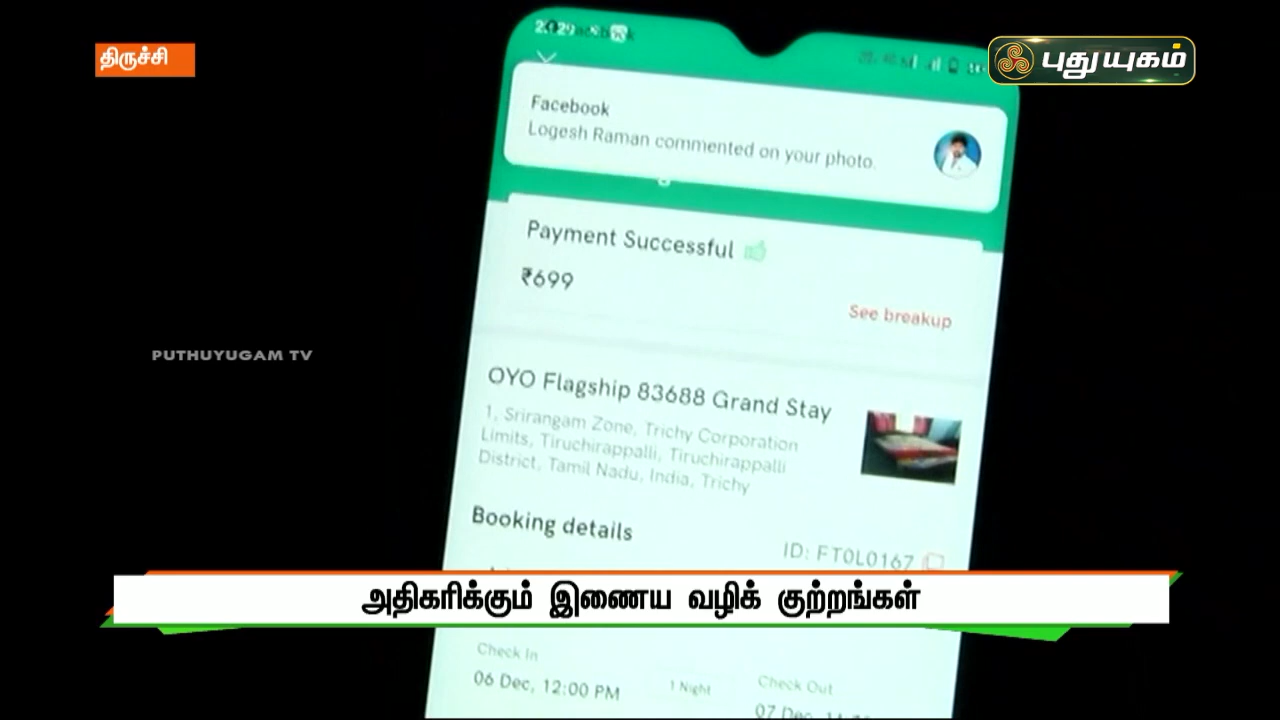 திருச்சி
புதுயுகம்
Facebook
Logesh Raman commented on your photo.
Payment Successful
₹699
See breakup
PUTHUYUGAM TV
OYO Flagship 83688 Grand Stay
1, Srirangam Zone, Trichy Corporation
Limits, Tiruchirappalli, Tiruchirappalli
District, Tamil Nadu, India, Trichy
Booking details
ID: FT0L0167
அதிகரிக்கும் இணைய வழிக் குற்றங்கள்
Check In
06 Dec, 12:00 PM
1 Night
Check Out
07 Dec,